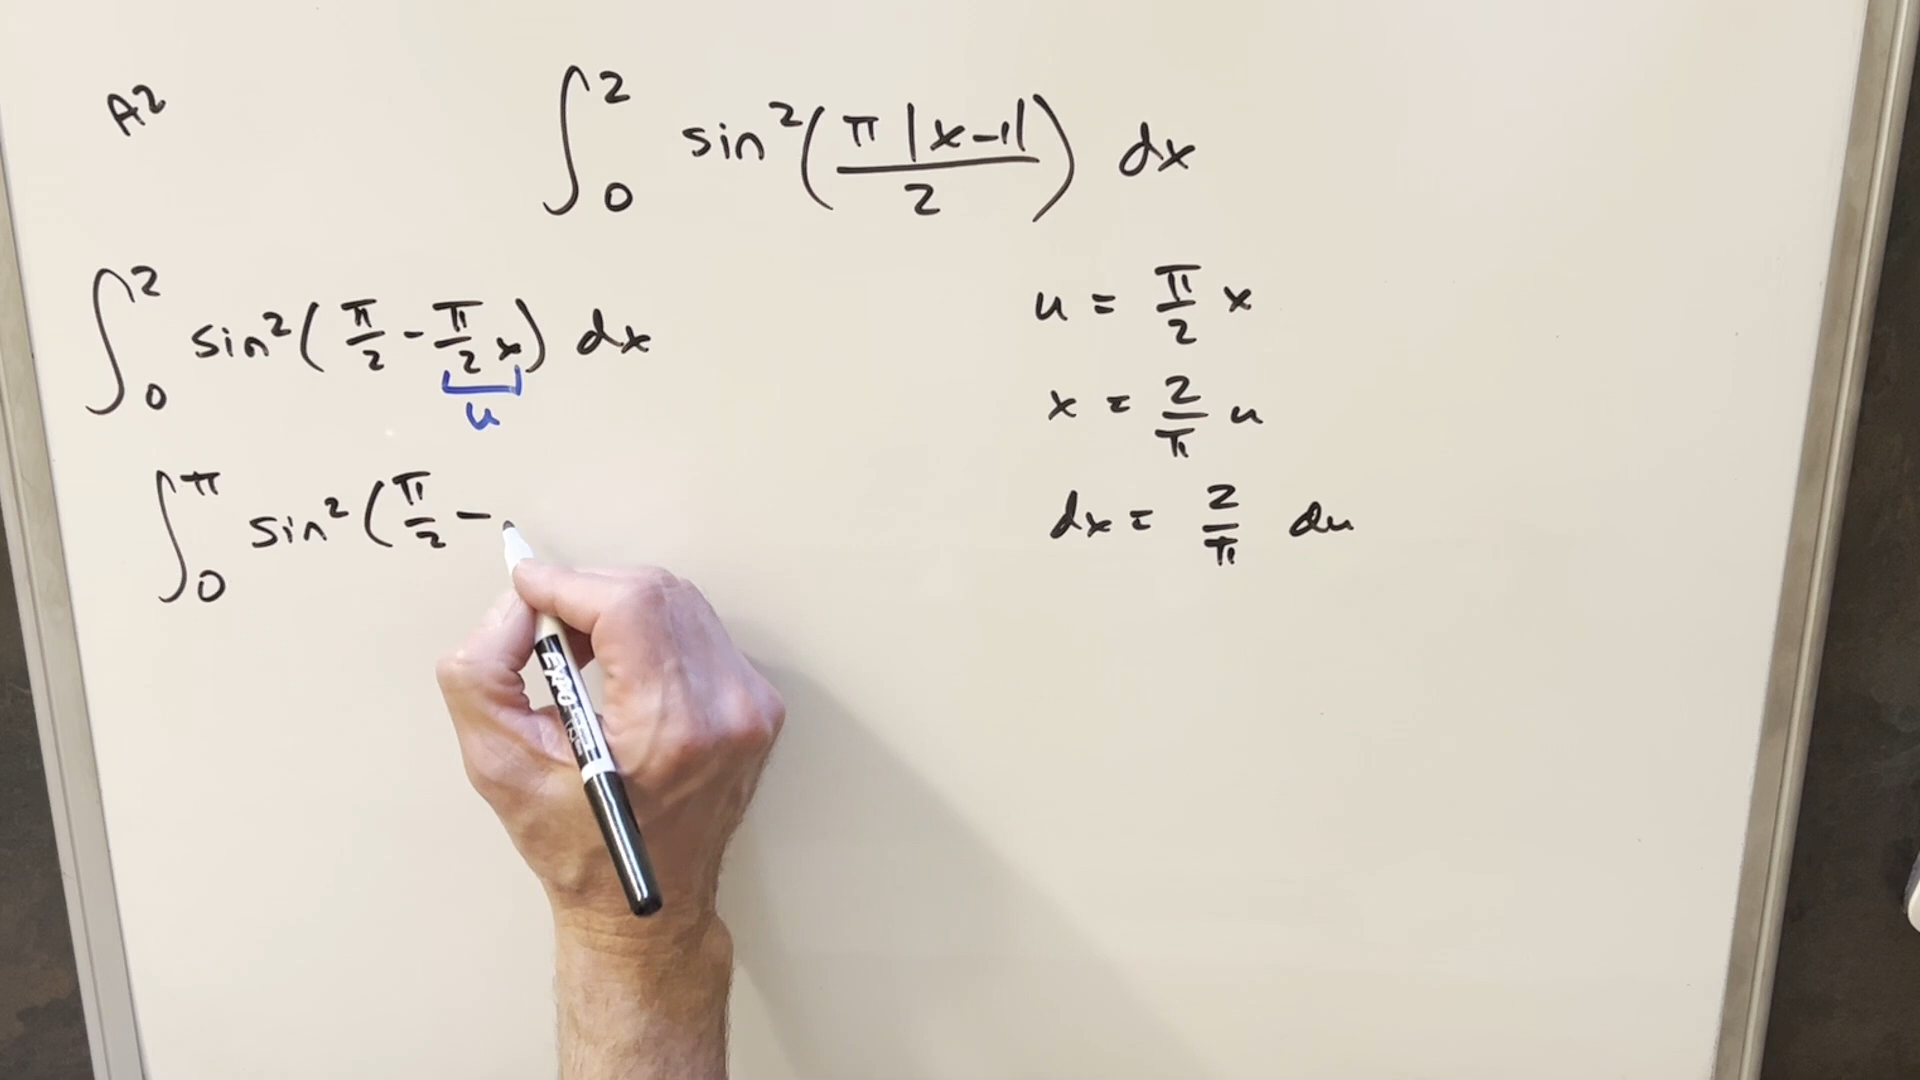 A2
∫₀² sin²(π|x-1|/2) dx
∫₀² sin²(π/2 - π/2 x) dx
u
∫₀^π sin²(π/2 -
u = π/2 x
x = 2/π u
dx = 2/π du
EXPO